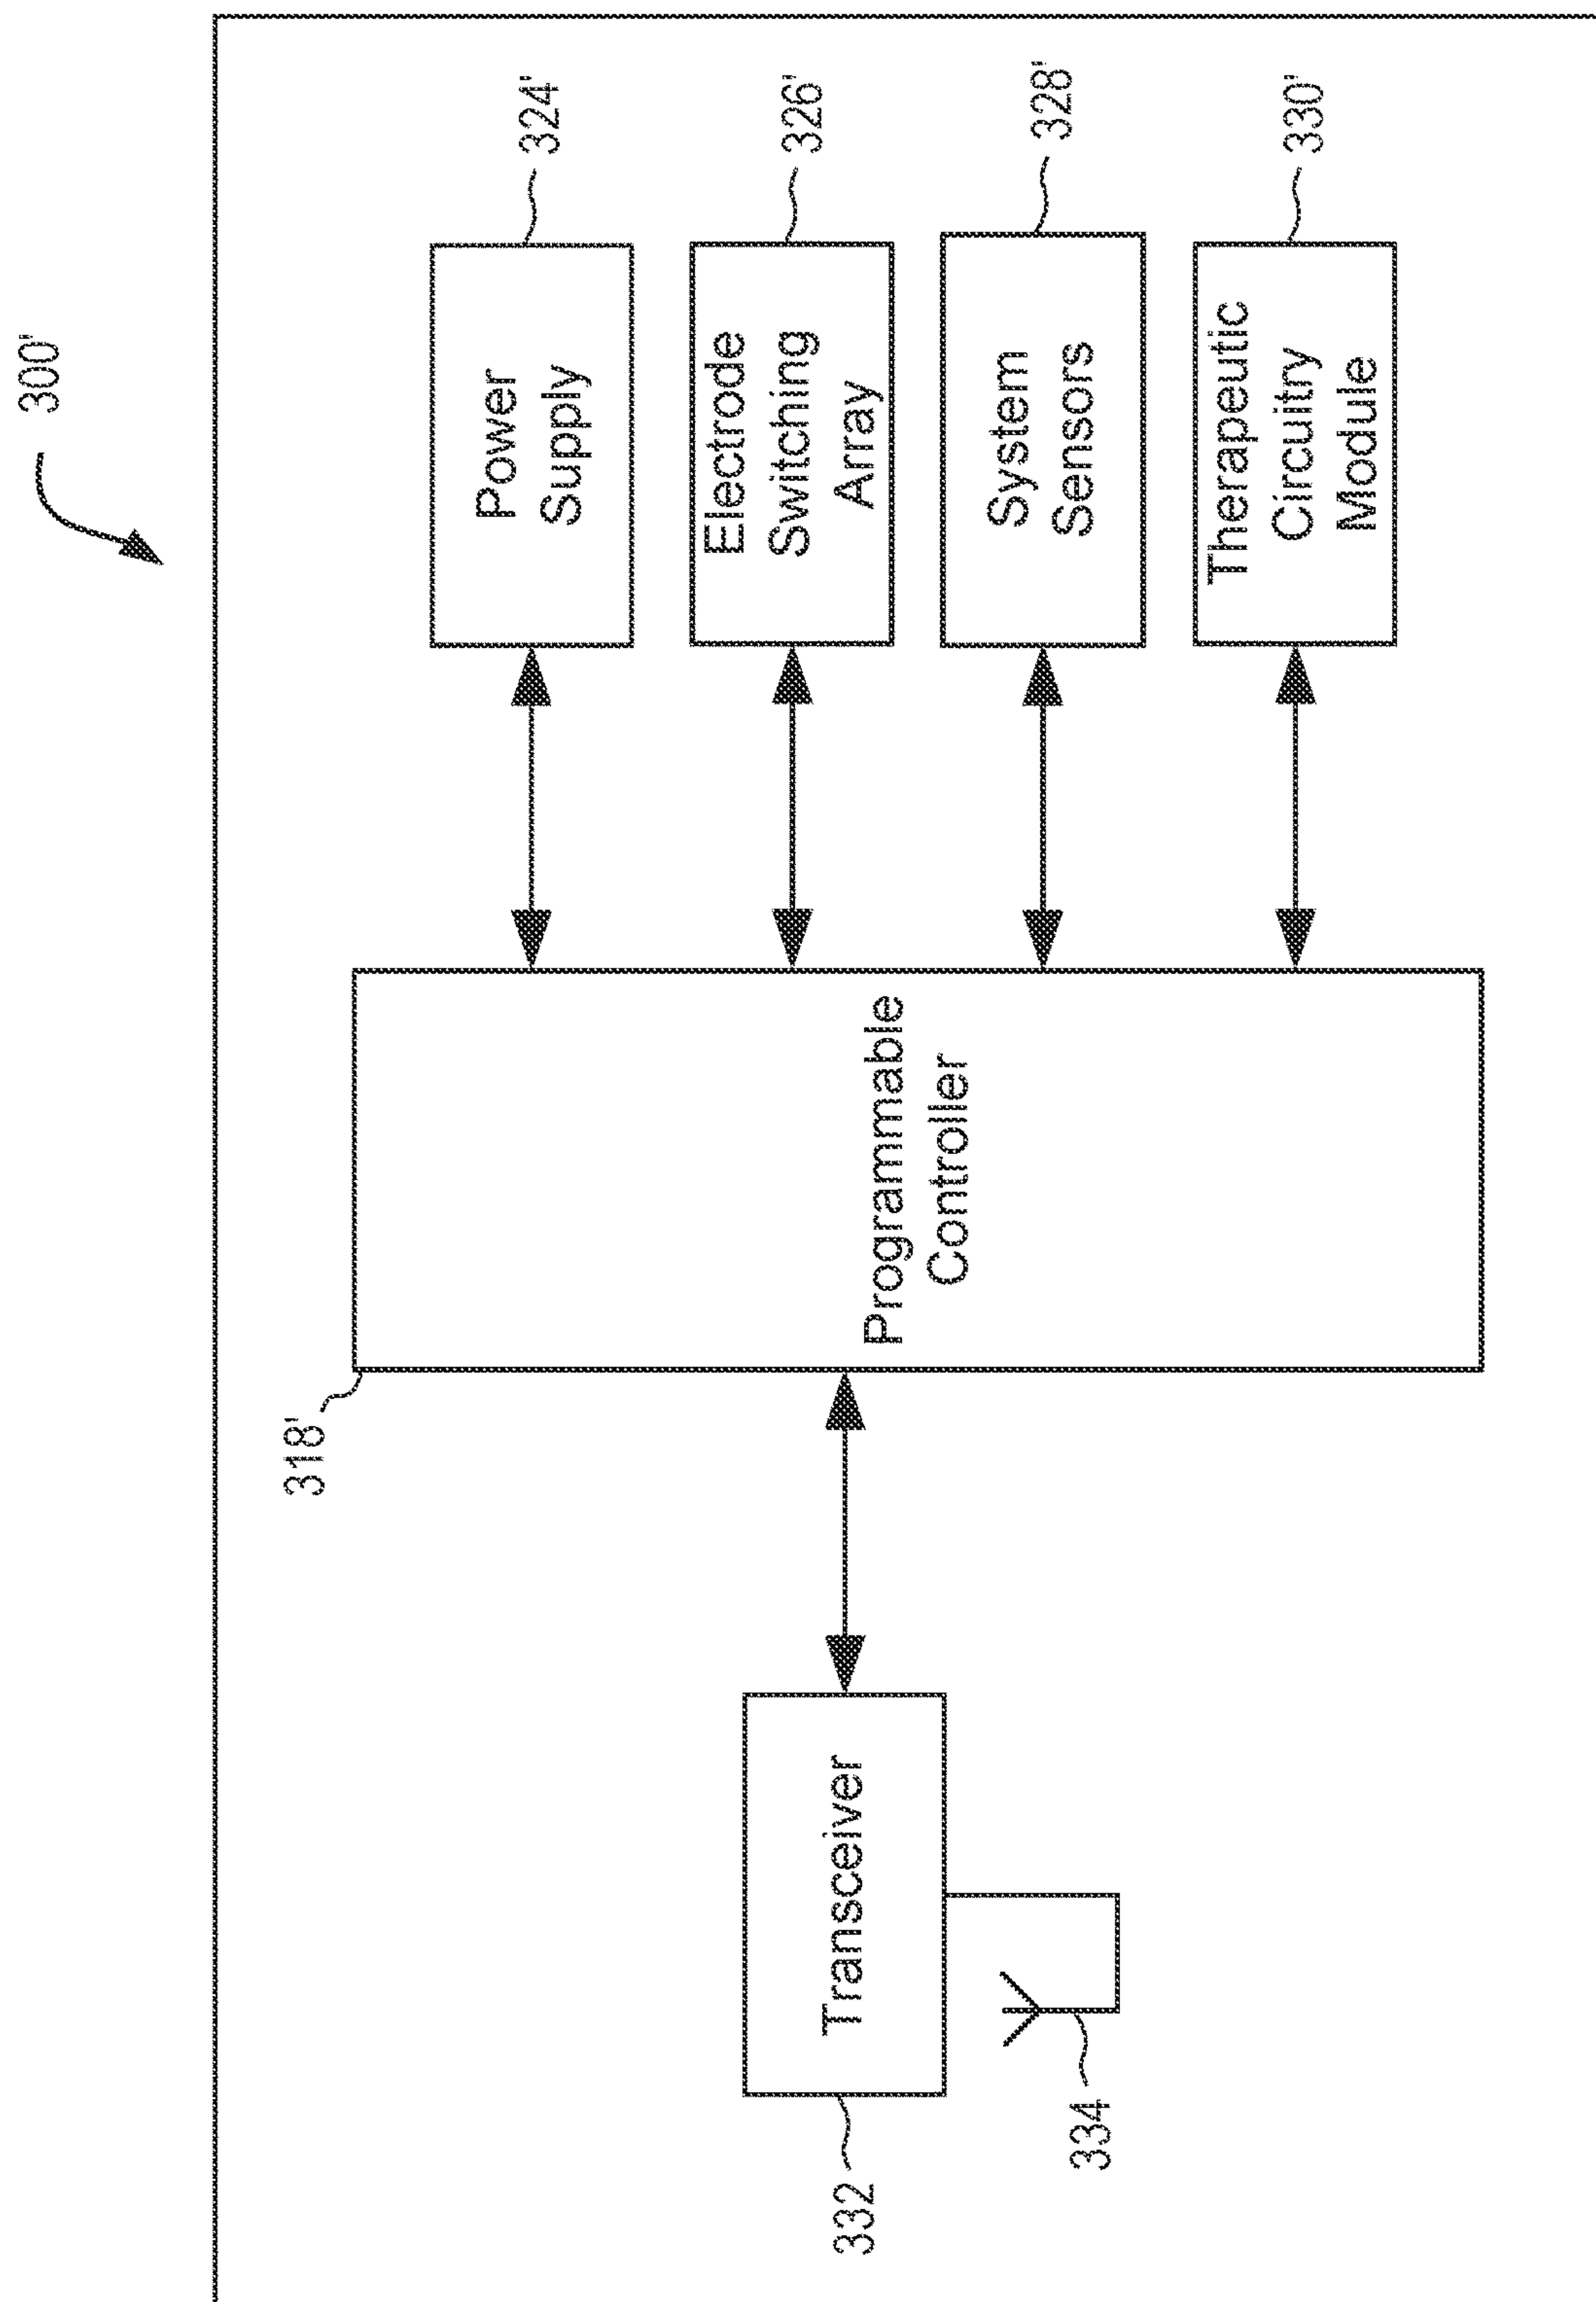 300'
324'
Power
Supply
326'
Electrode
Switching
Array
328'
System
Sensors
330'
Therapeutic
Circuitry
Module
318'
Programmable
Controller
Transceiver
332
334